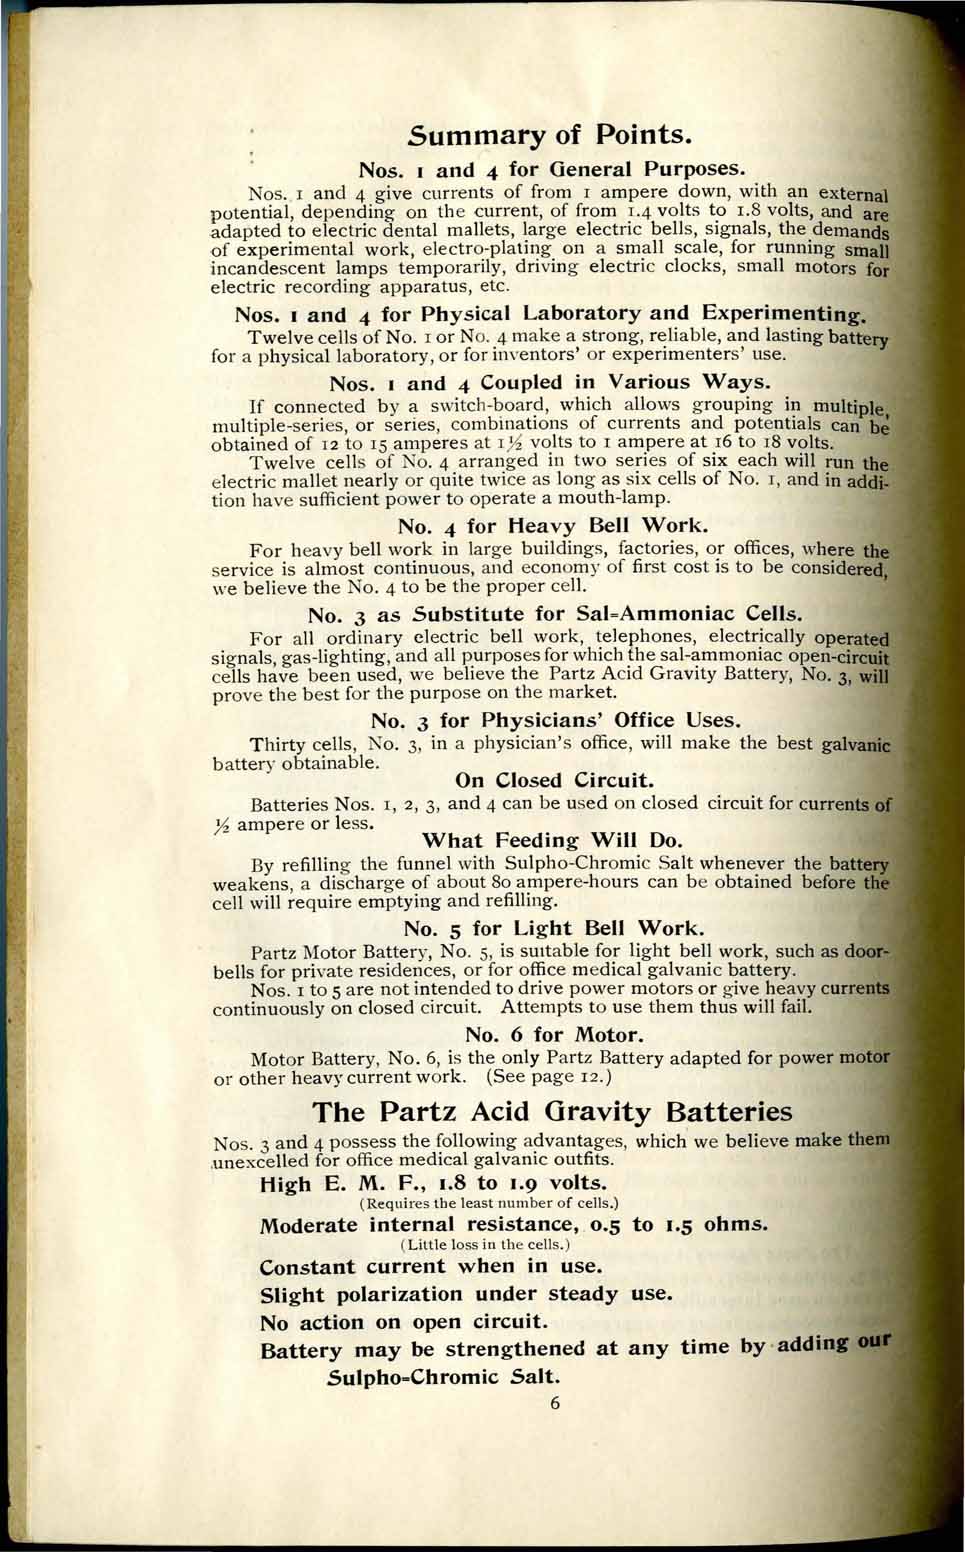 Summary of Points.
Nos. 1 and 4 for General Purposes.
Nos. 1 and 4 give currents of from 1 ampere down, with an external
potential, depending on the current, of from 1.4 volts to 1.8 volts, and are
adapted to electric dental mallets, large electric bells, signals, the demands
of experimental work, electro-plating on a small scale, for running small
incandescent lamps temporarily, driving electric clocks, small motors for
electric recording apparatus, etc.
Nos. 1 and 4 for Physical Laboratory and Experimenting.
Twelve cells of No. 1 or No. 4 make a strong, reliable, and lasting battery
for a physical laboratory, or for inventors' or experimenters' use.
Nos. 1 and 4 Coupled in Various Ways.
If connected by a switch-board, which allows grouping in multiple,
multiple-series, or series, combinations of currents and potentials can be
obtained of 12 to 15 amperes at 1½ volts to 1 ampere at 16 to 18 volts.
Twelve cells of No. 4 arranged in two series of six each will run the
electric mallet nearly or quite twice as long as six cells of No. 1, and in addi-
tion have sufficient power to operate a mouth-lamp.
No. 4 for Heavy Bell Work.
For heavy bell work in large buildings, factories, or offices, where the
service is almost continuous, and economy of first cost is to be considered,
we believe the No. 4 to be the proper cell.
No. 3 as Substitute for Sal=Ammoniac Cells.
For all ordinary electric bell work, telephones, electrically operated
signals, gas-lighting, and all purposes for which the sal-ammoniac open-circuit
cells have been used, we believe the Partz Acid Gravity Battery, No. 3, will
prove the best for the purpose on the market.
No. 3 for Physicians' Office Uses.
Thirty cells, No. 3, in a physician's office, will make the best galvanic
battery obtainable.
On Closed Circuit.
Batteries Nos. 1, 2, 3, and 4 can be used on closed circuit for currents of
½ ampere or less.
What Feeding Will Do.
By refilling the funnel with Sulpho-Chromic Salt whenever the battery
weakens, a discharge of about 80 ampere-hours can be obtained before the
cell will require emptying and refilling.
No. 5 for Light Bell Work.
Partz Motor Battery, No. 5, is suitable for light bell work, such as door-
bells for private residences, or for office medical galvanic battery.
Nos. 1 to 5 are not intended to drive power motors or give heavy currents
continuously on closed circuit. Attempts to use them thus will fail.
No. 6 for Motor.
Motor Battery, No. 6, is the only Partz Battery adapted for power motor
or other heavy current work. (See page 12.)
The Partz Acid Gravity Batteries
Nos. 3 and 4 possess the following advantages, which we believe make them
unexcelled for office medical galvanic outfits.
High E. M. F., 1.8 to 1.9 volts.
(Requires the least number of cells.)
Moderate internal resistance, 0.5 to 1.5 ohms.
(Little loss in the cells.)
Constant current when in use.
Slight polarization under steady use.
No action on open circuit.
Battery may be strengthened at any time by adding our
Sulpho=Chromic Salt.
6